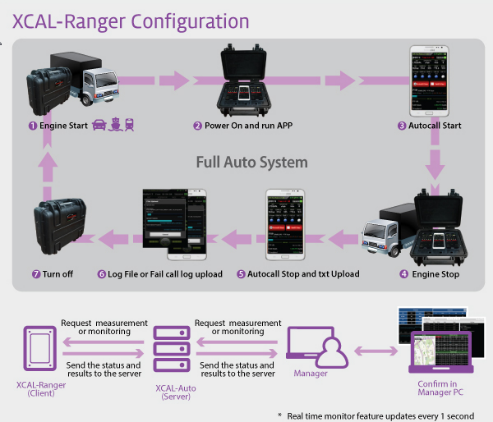 XCAL-Ranger Configuration
1 Engine Start
2 Power On and run APP
3 Autocall Start
Full Auto System
7 Turn off
6 Log File or Fail call log upload
5 Autocall Stop and txt Upload
4 Engine Stop
Request measurement
or monitoring
Request measurement
or monitoring
Send the status and
results to the server
Send the status and
results to the server
XCAL-Ranger
(Client)
XCAL-Auto
(Server)
Manager
Confirm in
Manager PC
* Real time monitor feature updates every 1 second